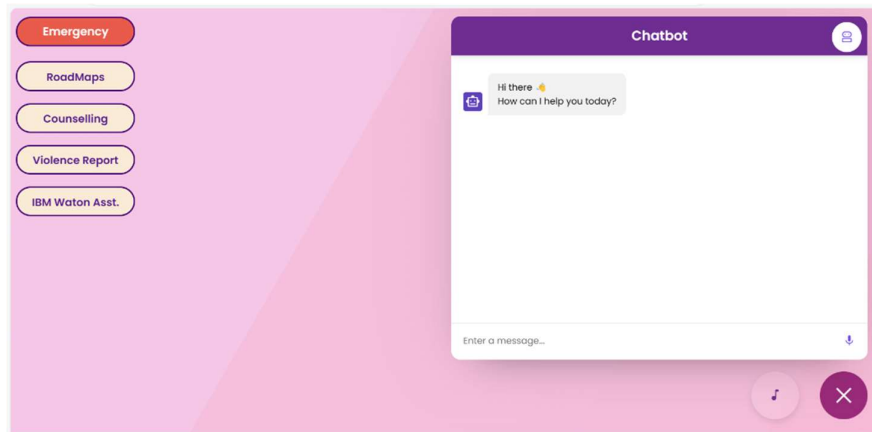 Emergency
RoadMaps
Counselling
Violence Report
IBM Waton Asst.
Chatbot
Hi there 👋
How can I help you today?
Enter a message...